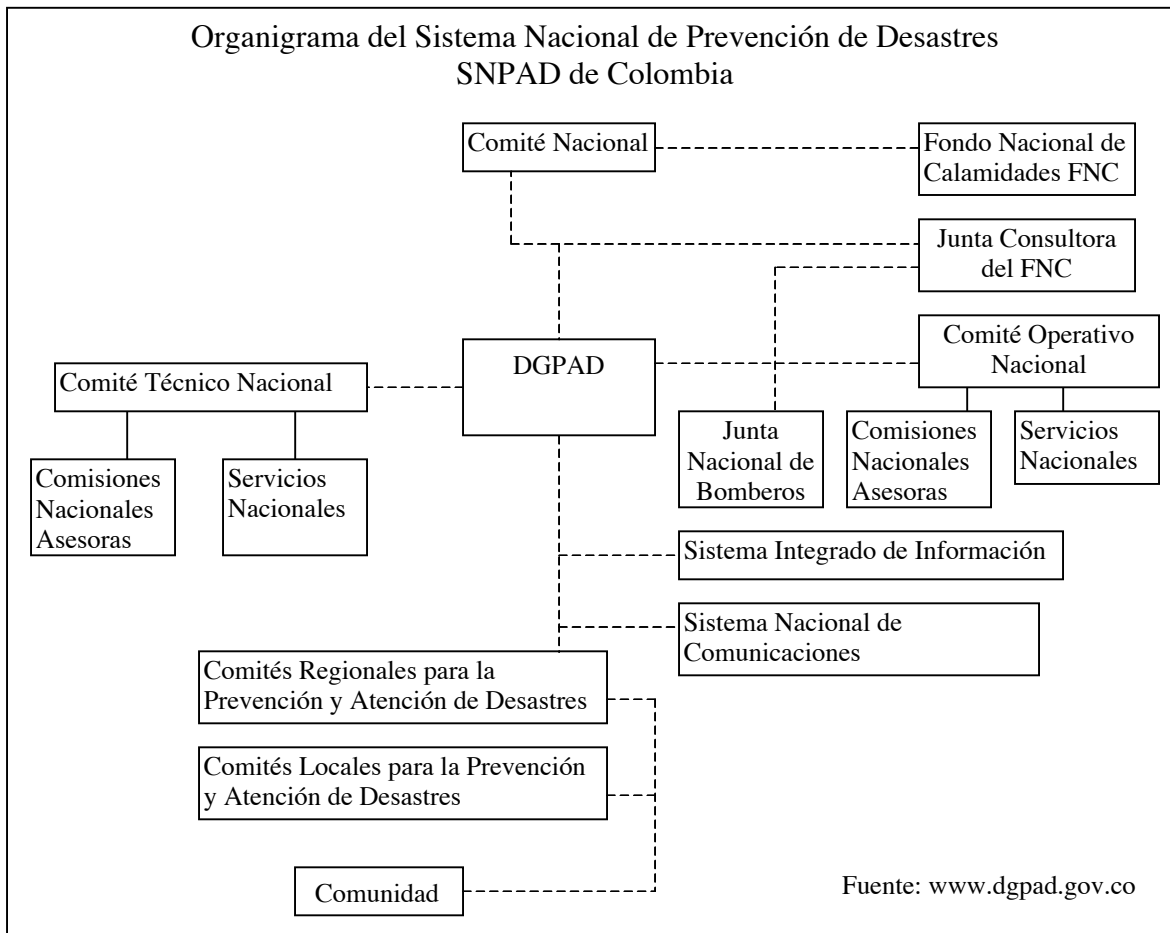 Organigrama del Sistema Nacional de Prevención de Desastres
SNPAD de Colombia
Comité Nacional
Fondo Nacional de
Calamidades FNC
Junta Consultora
del FNC
Comité Operativo
Nacional
DGPAD
Comité Técnico Nacional
Junta
Nacional de
Bomberos
Comisiones
Nacionales
Asesoras
Servicios
Nacionales
Comisiones
Nacionales
Asesoras
Servicios
Nacionales
Sistema Integrado de Información
Sistema Nacional de
Comunicaciones
Comités Regionales para la
Prevención y Atención de Desastres
Comités Locales para la Prevención
y Atención de Desastres
Comunidad
Fuente: www.dgpad.gov.co